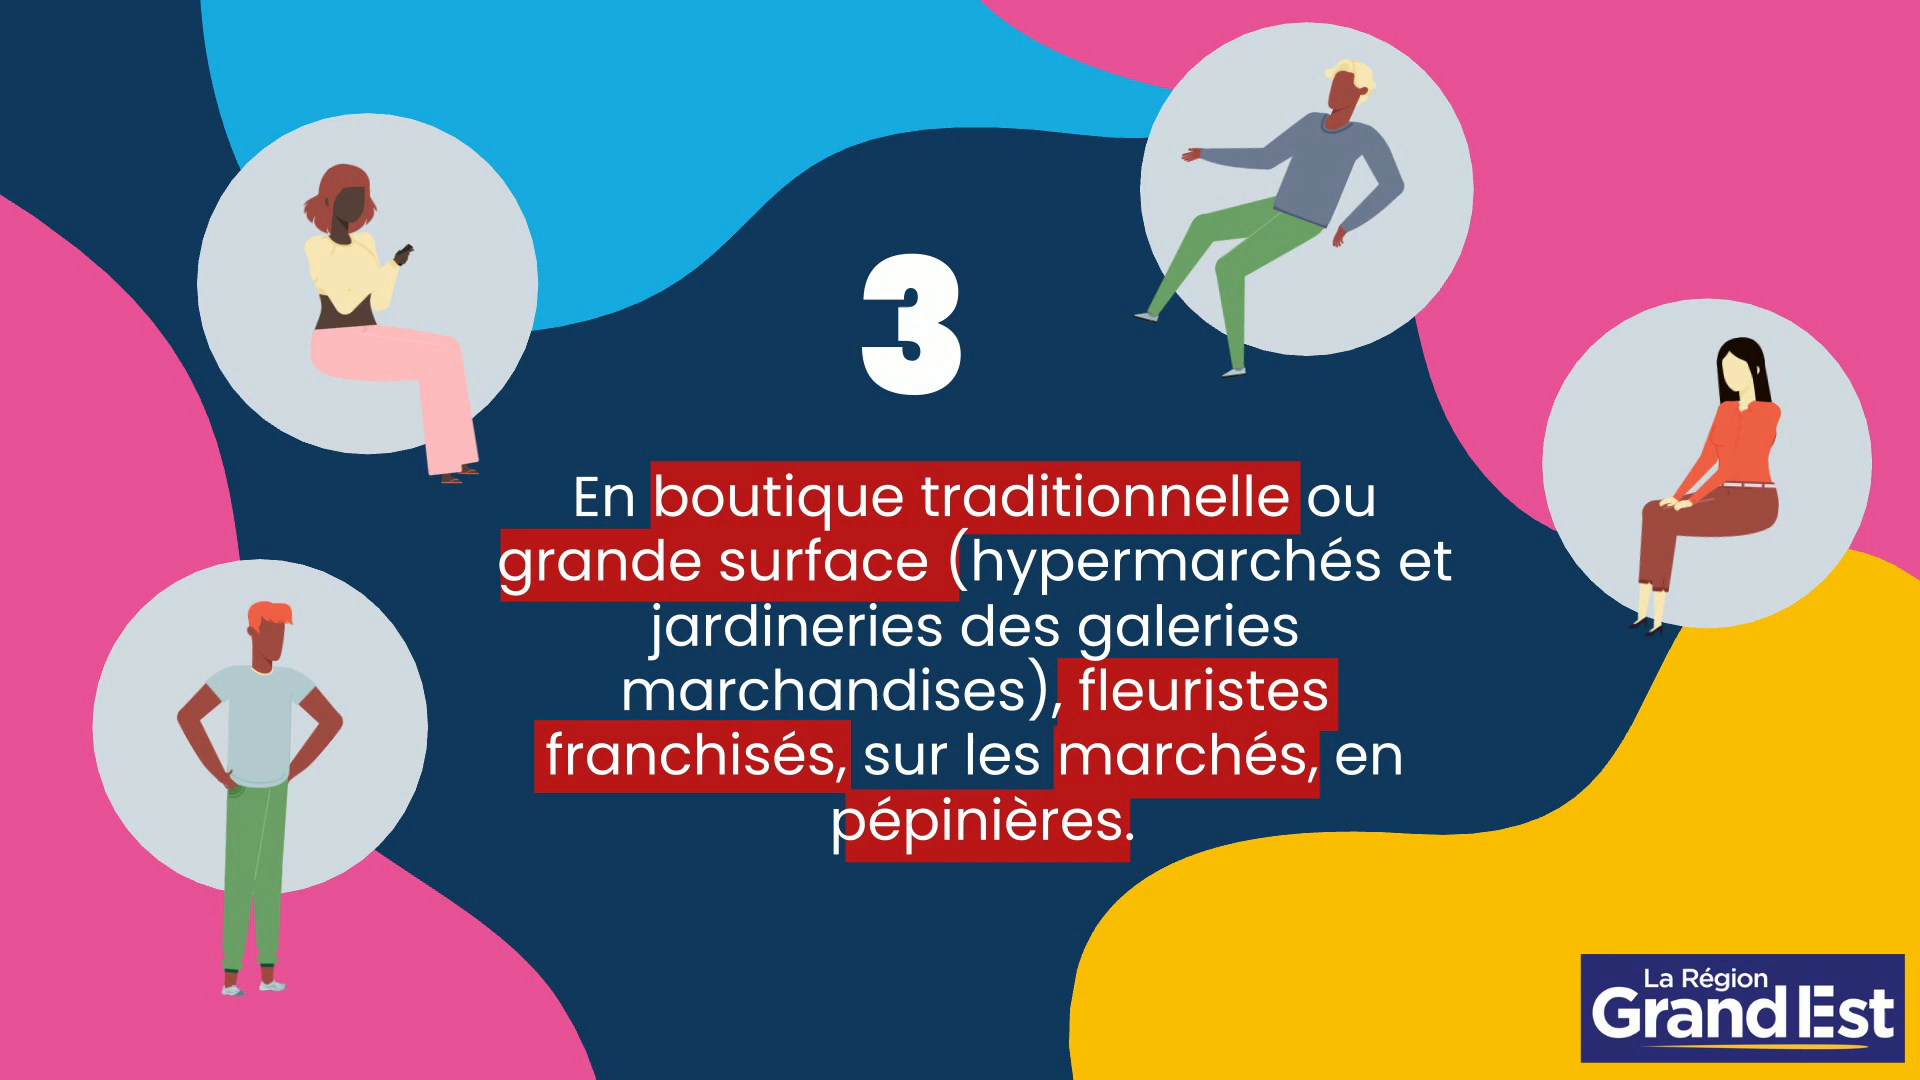 3
En boutique traditionnelle ou
grande surface (hypermarchés et
jardineries des galeries
marchandises), fleuristes
franchisés, sur les marchés, en
pépinières.
La Région
Grand Est